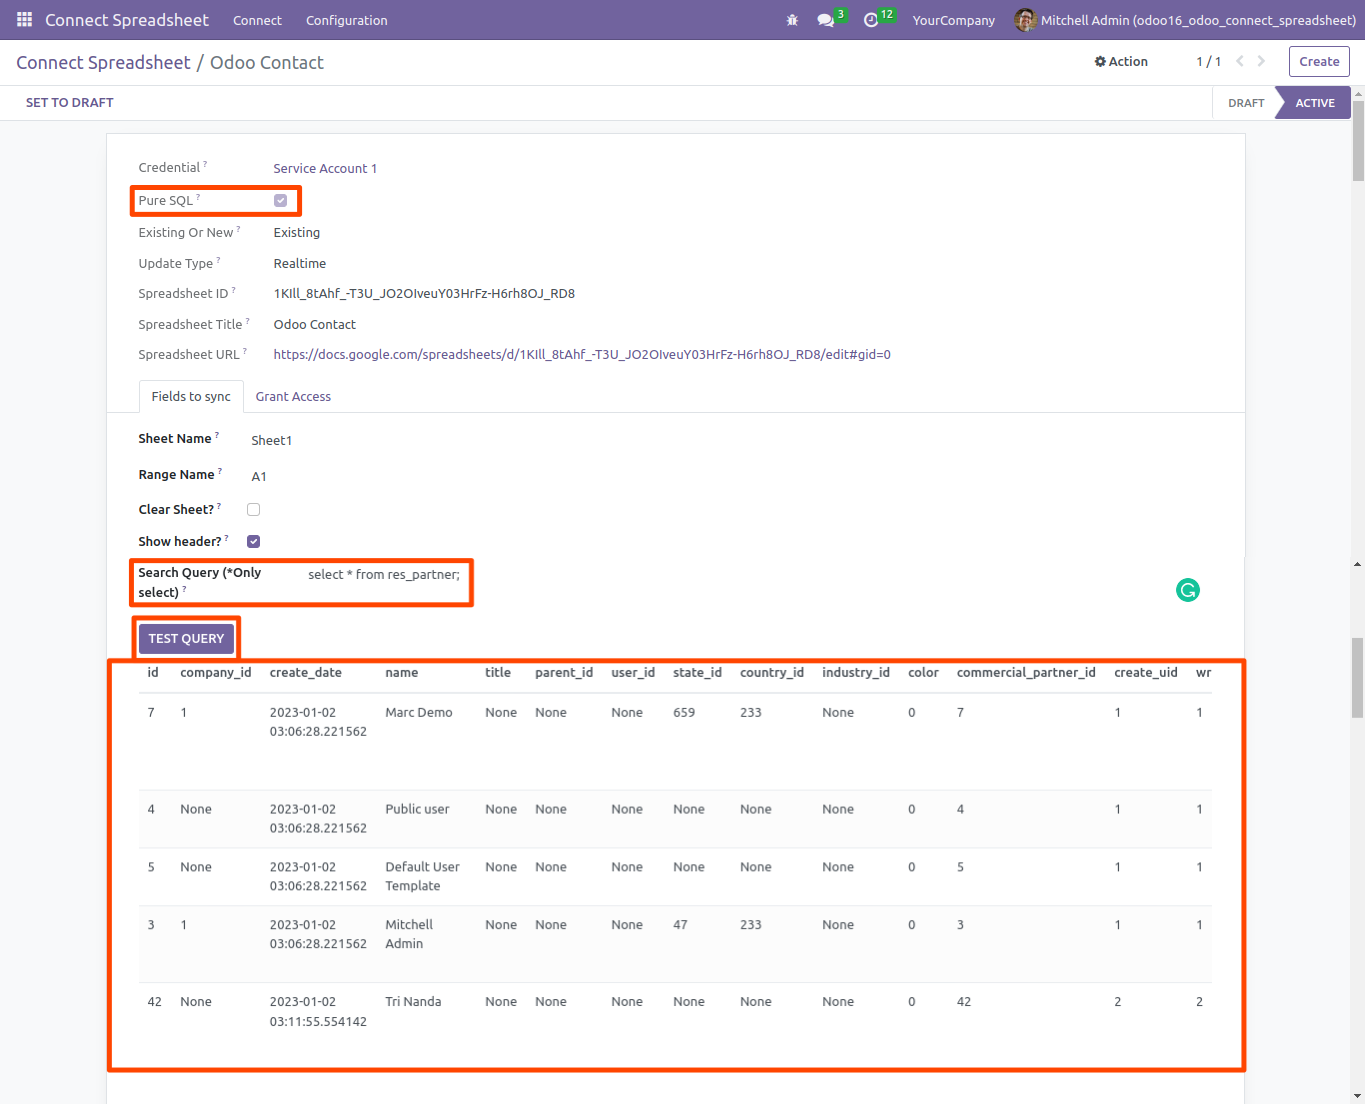 Connect Spreadsheet Connect Configuration 3 12 YourCompany Mitchell Admin (odoo16_odoo_connect_spreadsheet)
Connect Spreadsheet / Odoo Contact Action 1 / 1 Create
SET TO DRAFT DRAFT ACTIVE
Credential ? Service Account 1
Pure SQL ?
Existing Or New ? Existing
Update Type ? Realtime
Spreadsheet ID ? 1KIll_8tAhf_-T3U_JO2OIveuY03HrFz-H6rh8OJ_RD8
Spreadsheet Title ? Odoo Contact
Spreadsheet URL ? https://docs.google.com/spreadsheets/d/1KIll_8tAhf_-T3U_JO2OIveuY03HrFz-H6rh8OJ_RD8/edit#gid=0
Fields to sync Grant Access
Sheet Name ? Sheet1
Range Name ? A1
Clear Sheet? ?
Show header? ?
Search Query (*Only select) ? select * from res_partner;
TEST QUERY
id company_id create_date name title parent_id user_id state_id country_id industry_id color commercial_partner_id create_uid wr
7 1 2023-01-02 03:06:28.221562 Marc Demo None None None 659 233 None 0 7 1 1
4 None 2023-01-02 03:06:28.221562 Public user None None None None None None 0 4 1 1
5 None 2023-01-02 03:06:28.221562 Default User Template None None None None None None 0 5 1 1
3 1 2023-01-02 03:06:28.221562 Mitchell Admin None None None 47 233 None 0 3 1 1
42 None 2023-01-02 03:11:55.554142 Tri Nanda None None None None None None 0 42 2 2